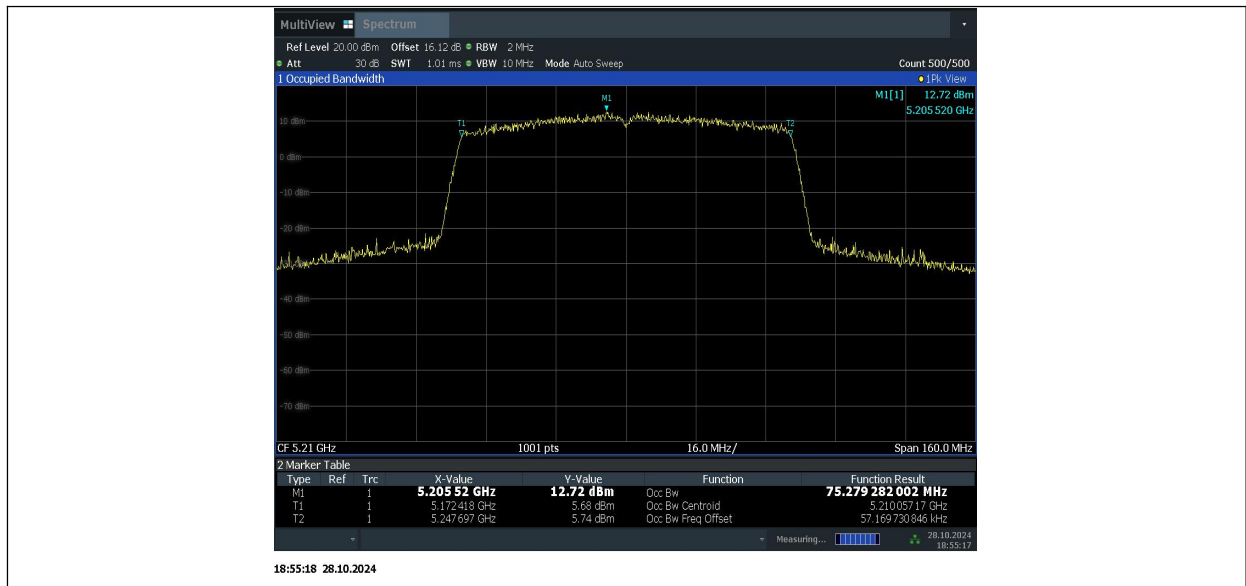 MultiView Spectrum
Ref Level 20.00 dBm Offset 16.12 dB RBW 2 MHz
Att 30 dB SWT 1.01 ms VBW 10 MHz Mode Auto Sweep Count 500/500
1 Occupied Bandwidth 1Pk View
M1[1] 12.72 dBm
5.205 520 GHz
M1
T1
T2
10 dBm
0 dBm
-10 dBm
-20 dBm
-40 dBm
-50 dBm
-60 dBm
-70 dBm
CF 5.21 GHz 1001 pts 16.0 MHz/ Span 160.0 MHz
2 Marker Table
Type Ref Trc X-Value Y-Value Function Function Result
M1 1 5.205 52 GHz 12.72 dBm Occ Bw 75.279 282 002 MHz
T1 1 5.172 418 GHz 5.68 dBm Occ Bw Centroid 5.210 057 17 GHz
T2 1 5.247 697 GHz 5.74 dBm Occ Bw Freq Offset 57.169 730 846 kHz
Measuring... 28.10.2024
18:55:17
18:55:18 28.10.2024